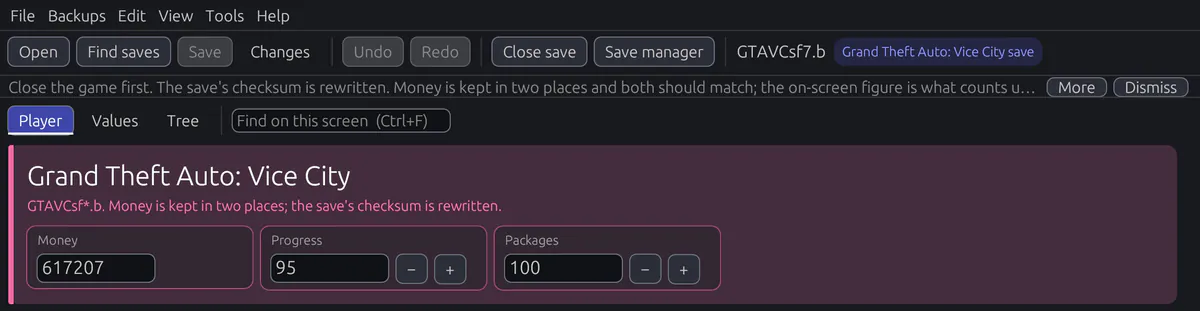 File Backups Edit View Tools Help
Open Find saves Save Changes Undo Redo Close save Save manager GTAVCsf7.b Grand Theft Auto: Vice City save
Close the game first. The save's checksum is rewritten. Money is kept in two places and both should match; the on-screen figure is what counts u... More Dismiss
Player Values Tree Find on this screen (Ctrl+F)
Grand Theft Auto: Vice City
GTAVCsf*.b. Money is kept in two places; the save's checksum is rewritten.
Money Progress Packages
617207 95 − + 100 − +